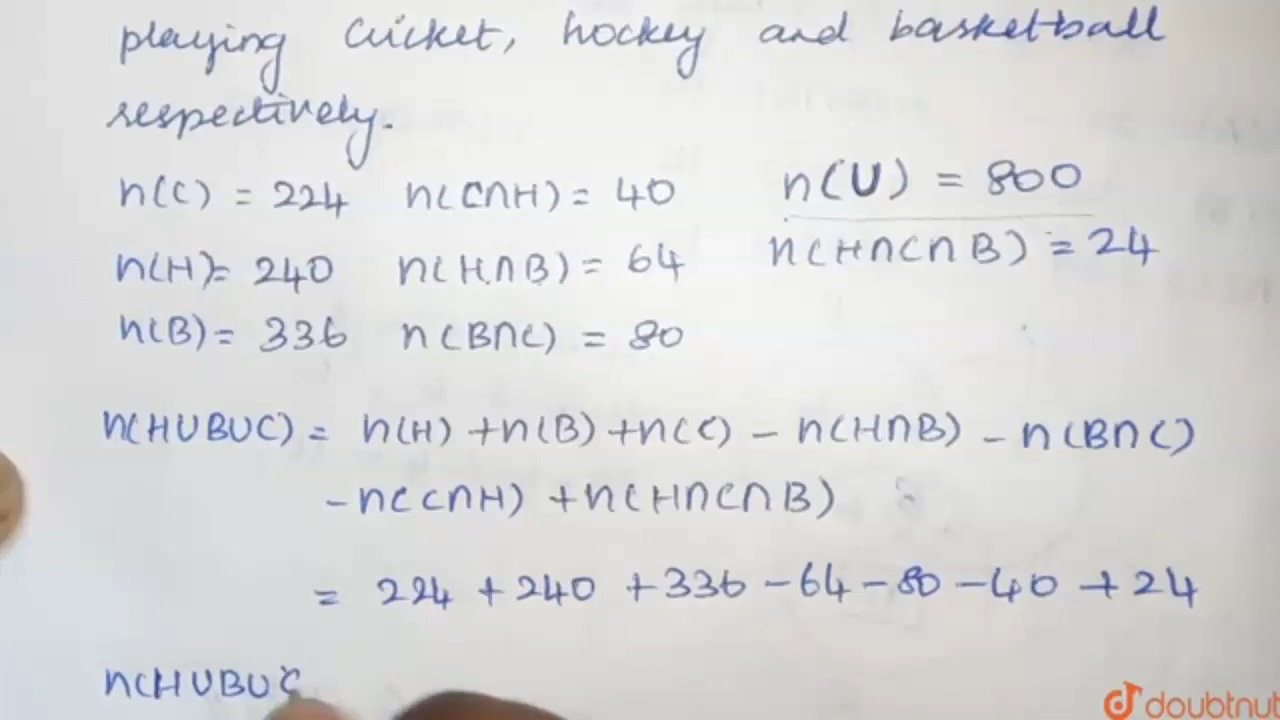 playing cricket, hockey and basketball
respectively.
n(C) = 224 n(C∩H) = 40 n(U) = 800
n(H)= 240 n(H∩B) = 64 n(H∩C∩B) = 24
n(B)= 336 n(B∩C) = 80
n(H∪B∪C) = n(H) +n(B) +n(C) - n(H∩B) - n(B∩C)
-n(C∩H) +n(H∩C∩B)
= 224 + 240 +336 -64 -80 -40 +24
n(H∪B∪C
doubtnut